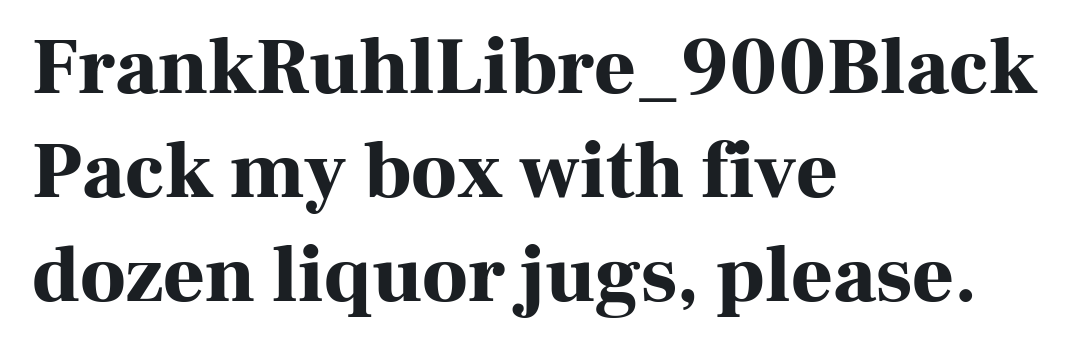 FrankRuhlLibre_900Black
Pack my box with five
dozen liquor jugs, please.